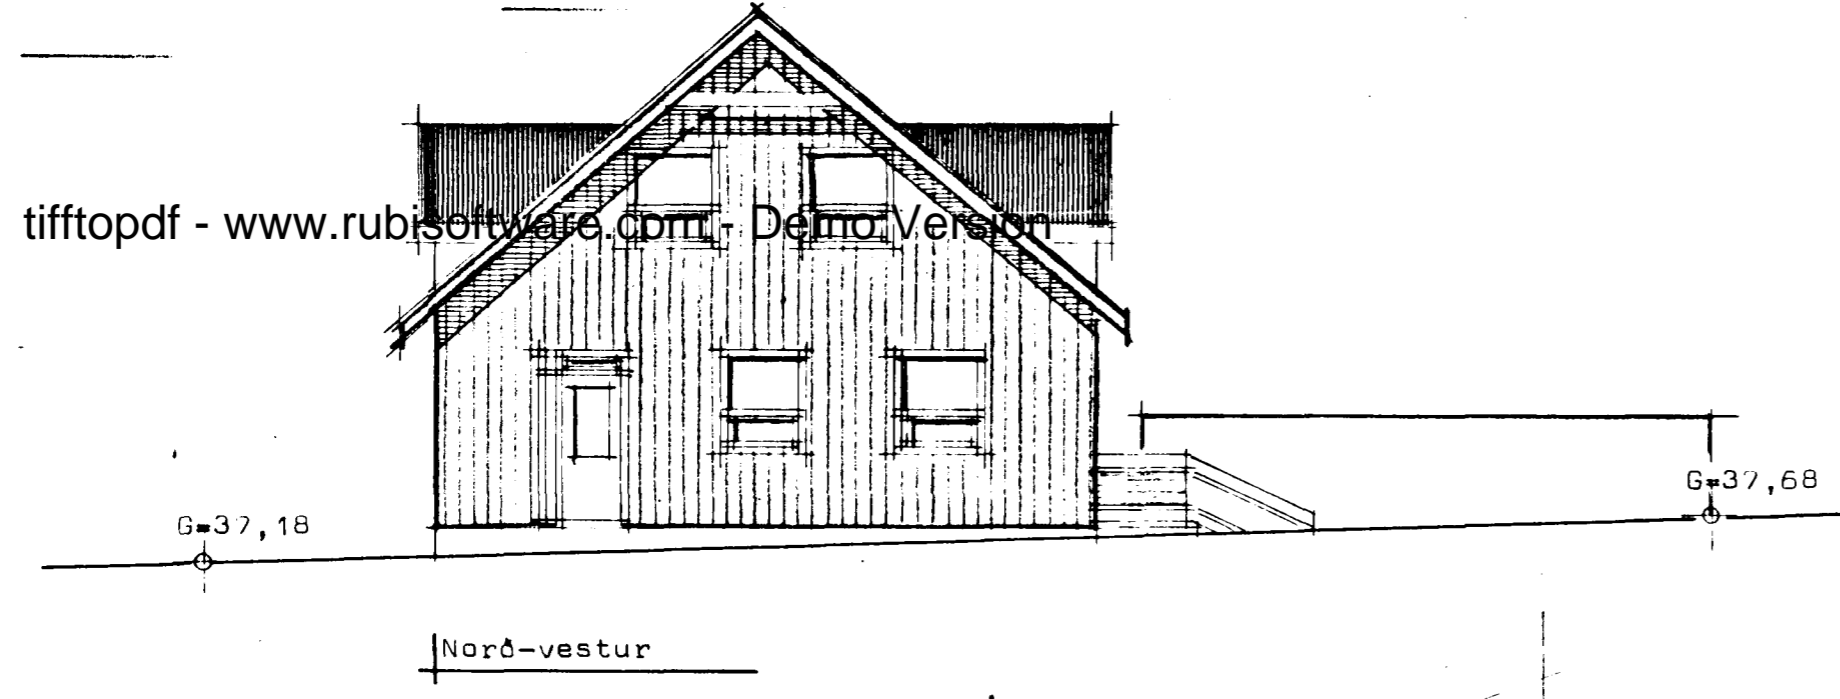 tifftopdf - www.rubisoftware.com - Demo Version
G=37,68
G=37,18
Norð-vestur